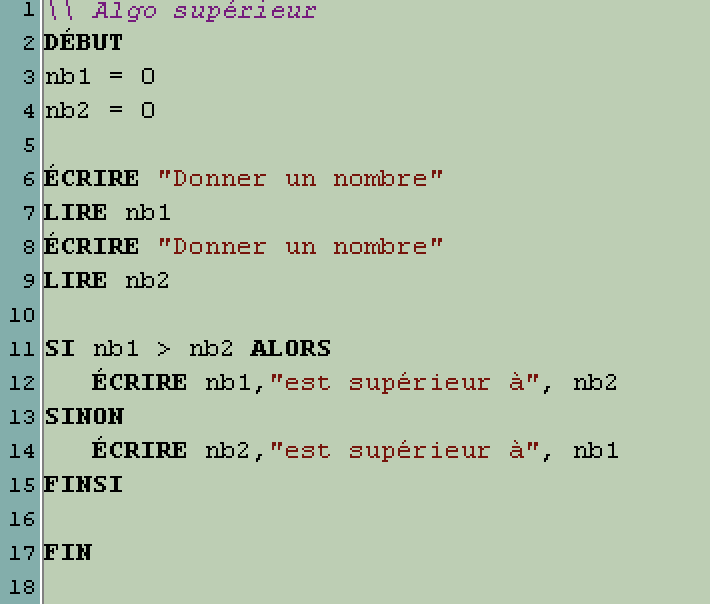 1 \\ Algo supérieur
2 DÉBUT
3 nb1 = 0
4 nb2 = 0
5
6 ÉCRIRE "Donner un nombre"
7 LIRE nb1
8 ÉCRIRE "Donner un nombre"
9 LIRE nb2
10
11 SI nb1 > nb2 ALORS
12 ÉCRIRE nb1,"est supérieur à", nb2
13 SINON
14 ÉCRIRE nb2,"est supérieur à", nb1
15 FINSI
16
17 FIN
18